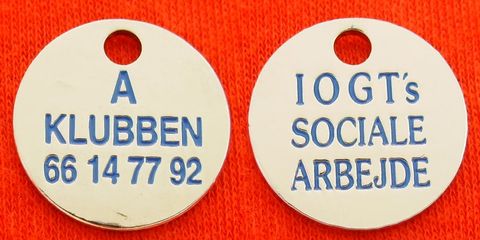 A
KLUBBEN
66 14 77 92
IOGT's
SOCIALE
ARBEJDE